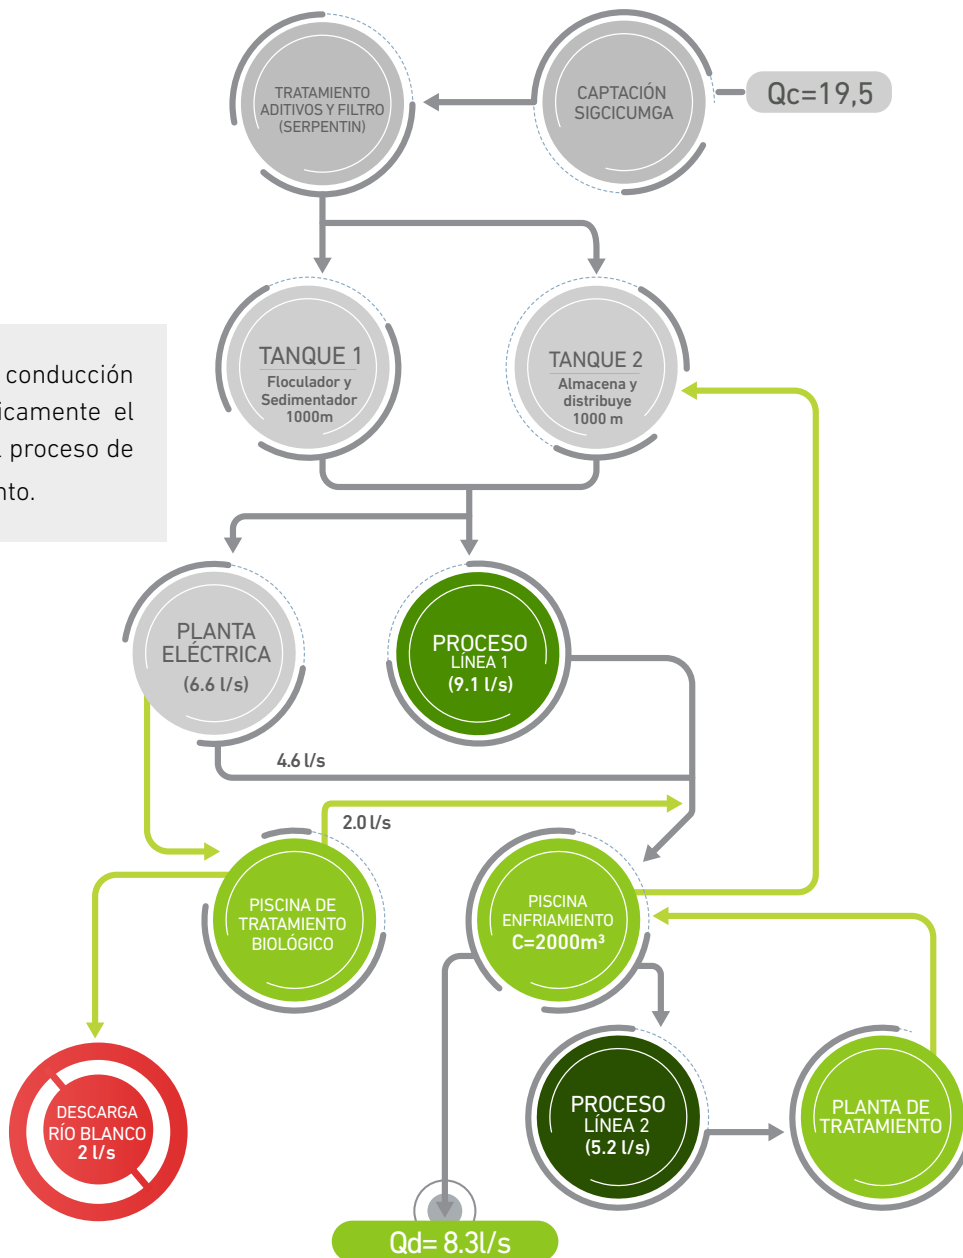 TRATAMIENTO
ADITIVOS Y FILTRO
(SERPENTIN)
CAPTACIÓN
SIGCICUMGA
Qc=19,5
TANQUE 1
Floculador y
Sedimentador
1000m
TANQUE 2
Almacena y
distribuye
1000 m
conducción
icamente el
proceso de
nto.
PLANTA
ELÉCTRICA
(6.6 l/s)
PROCESO
LÍNEA 1
(9.1 l/s)
4.6 l/s
2.0 l/s
PISCINA DE
TRATAMIENTO
BIOLÓGICO
PISCINA
ENFRIAMIENTO
C=2000m³
DESCARGA
RÍO BLANCO
2 l/s
PROCESO
LÍNEA 2
(5.2 l/s)
PLANTA DE
TRATAMIENTO
Qd= 8.3l/s